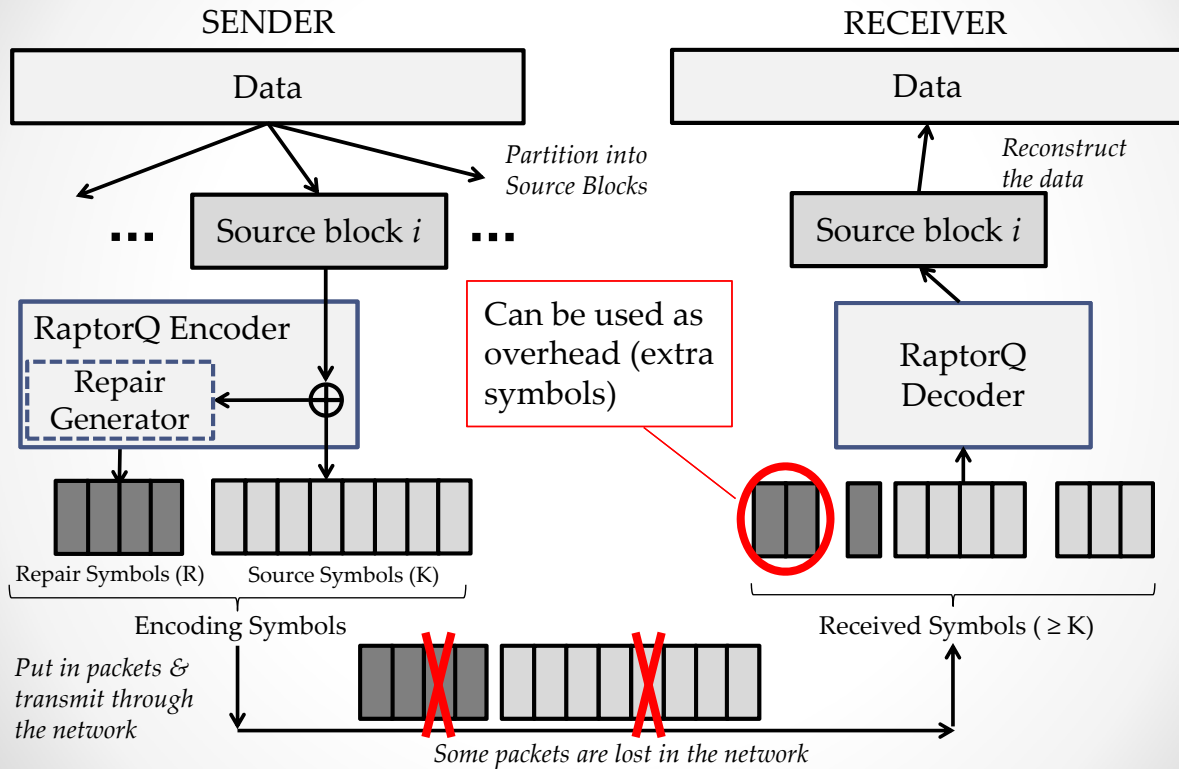 SENDER
RECEIVER
Data
Data
Partition into
Source Blocks
Reconstruct
the data
...
Source block i
...
Source block i
RaptorQ Encoder
Repair
Generator
Can be used as
overhead (extra
symbols)
RaptorQ
Decoder
Repair Symbols (R)
Source Symbols (K)
Encoding Symbols
Received Symbols ( ≥ K)
Put in packets &
transmit through
the network
Some packets are lost in the network